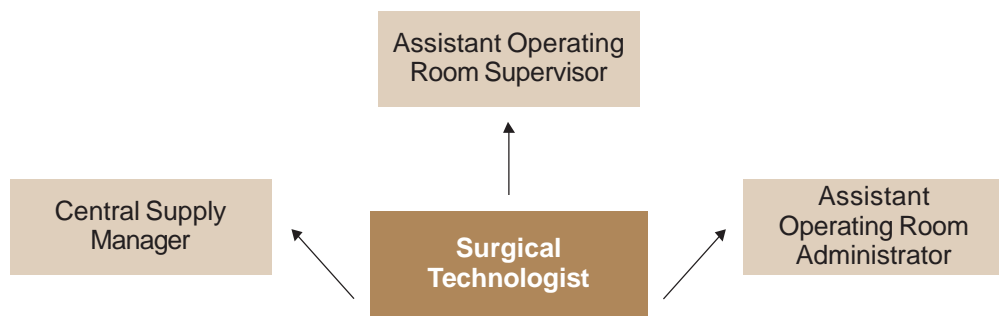 Assistant Operating
Room Supervisor
Central Supply
Manager
Surgical
Technologist
Assistant
Operating Room
Administrator